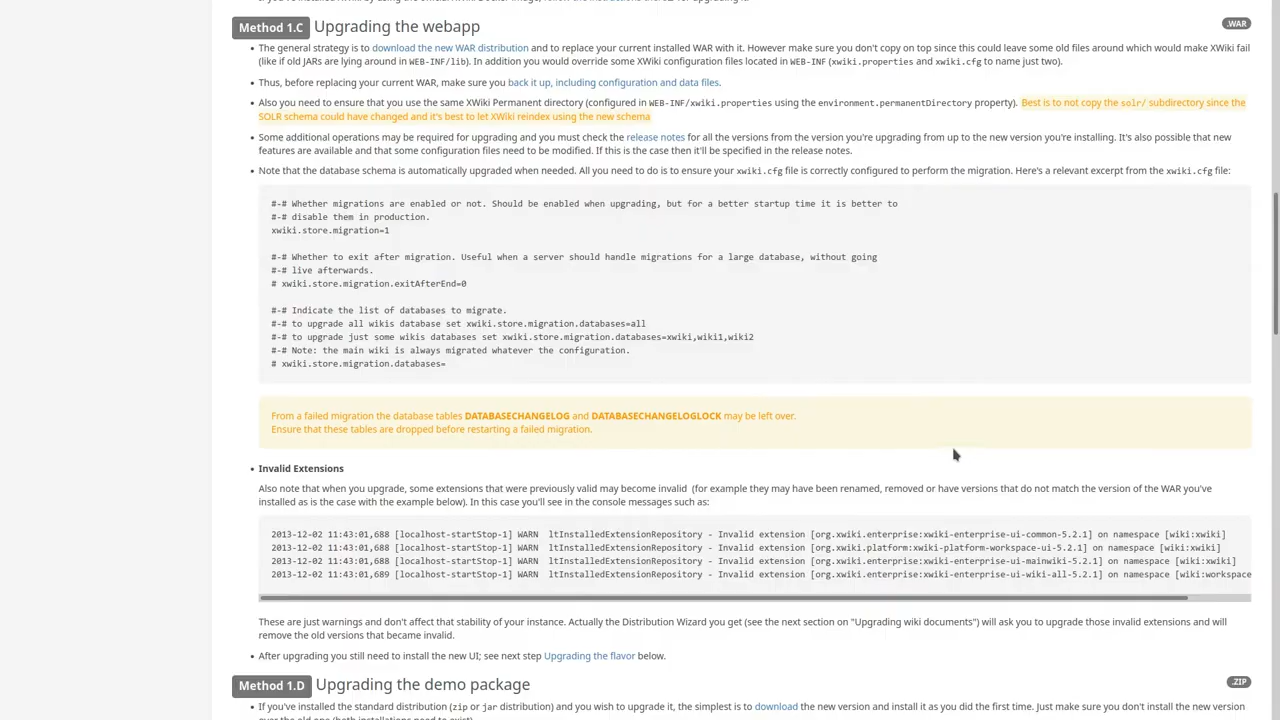 Method 1.C Upgrading the webapp
.WAR
• The general strategy is to download the new WAR distribution and to replace your current installed WAR with it. However make sure you don't copy on top since this could leave some old files around which would make XWiki fail
(like if old JARs are lying around in WEB-INF/lib). In addition you would override some XWiki configuration files located in WEB-INF (xwiki.properties and xwiki.cfg to name just two).
• Thus, before replacing your current WAR, make sure you back it up, including configuration and data files.
• Also you need to ensure that you use the same XWiki Permanent directory (configured in WEB-INF/xwiki.properties using the environment.permanentDirectory property). Best is to not copy the solr/ subdirectory since the
SOLR schema could have changed and it's best to let XWiki reindex using the new schema
• Some additional operations may be required for upgrading and you must check the release notes for all the versions from the version you're upgrading from up to the new version you're installing. It's also possible that new
features are available and that some configuration files need to be modified. If this is the case then it'll be specified in the release notes.
• Note that the database schema is automatically upgraded when needed. All you need to do is to ensure your xwiki.cfg file is correctly configured to perform the migration. Here's a relevant excerpt from the xwiki.cfg file:
#-# Whether migrations are enabled or not. Should be enabled when upgrading, but for a better startup time it is better to
#-# disable them in production.
xwiki.store.migration=1
#-# Whether to exit after migration. Useful when a server should handle migrations for a large database, without going
#-# live afterwards.
# xwiki.store.migration.exitAfterEnd=0
#-# Indicate the list of databases to migrate.
#-# to upgrade all wikis database set xwiki.store.migration.databases=all
#-# to upgrade just some wikis databases set xwiki.store.migration.databases=xwiki,wiki1,wiki2
#-# Note: the main wiki is always migrated whatever the configuration.
# xwiki.store.migration.databases=
From a failed migration the database tables DATABASECHANGELOG and DATABASECHANGELOGLOCK may be left over.
Ensure that these tables are dropped before restarting a failed migration.
• Invalid Extensions
Also note that when you upgrade, some extensions that were previously valid may become invalid (for example they may have been renamed, removed or have versions that do not match the version of the WAR you've
installed as is the case with the example below). In this case you'll see in the console messages such as:
2013-12-02 11:43:01,688 [localhost-startStop-1] WARN  ltInstalledExtensionRepository - Invalid extension [org.xwiki.enterprise:xwiki-enterprise-ui-common-5.2.1] on namespace [wiki:xwiki]
2013-12-02 11:43:01,688 [localhost-startStop-1] WARN  ltInstalledExtensionRepository - Invalid extension [org.xwiki.platform:xwiki-platform-workspace-ui-5.2.1] on namespace [wiki:xwiki]
2013-12-02 11:43:01,688 [localhost-startStop-1] WARN  ltInstalledExtensionRepository - Invalid extension [org.xwiki.enterprise:xwiki-enterprise-ui-mainwiki-5.2.1] on namespace [wiki:xwiki]
2013-12-02 11:43:01,689 [localhost-startStop-1] WARN  ltInstalledExtensionRepository - Invalid extension [org.xwiki.enterprise:xwiki-enterprise-ui-wiki-all-5.2.1] on namespace [wiki:workspace
These are just warnings and don't affect that stability of your instance. Actually the Distribution Wizard you get (see the next section on "Upgrading wiki documents") will ask you to upgrade those invalid extensions and will
remove the old versions that became invalid.
• After upgrading you still need to install the new UI; see next step Upgrading the flavor below.
Method 1.D Upgrading the demo package
.ZIP
• If you've installed the standard distribution (zip or jar distribution) and you wish to upgrade it, the simplest is to download the new version and install it as you did the first time. Just make sure you don't install the new version
over the old one (both installations need to exist).